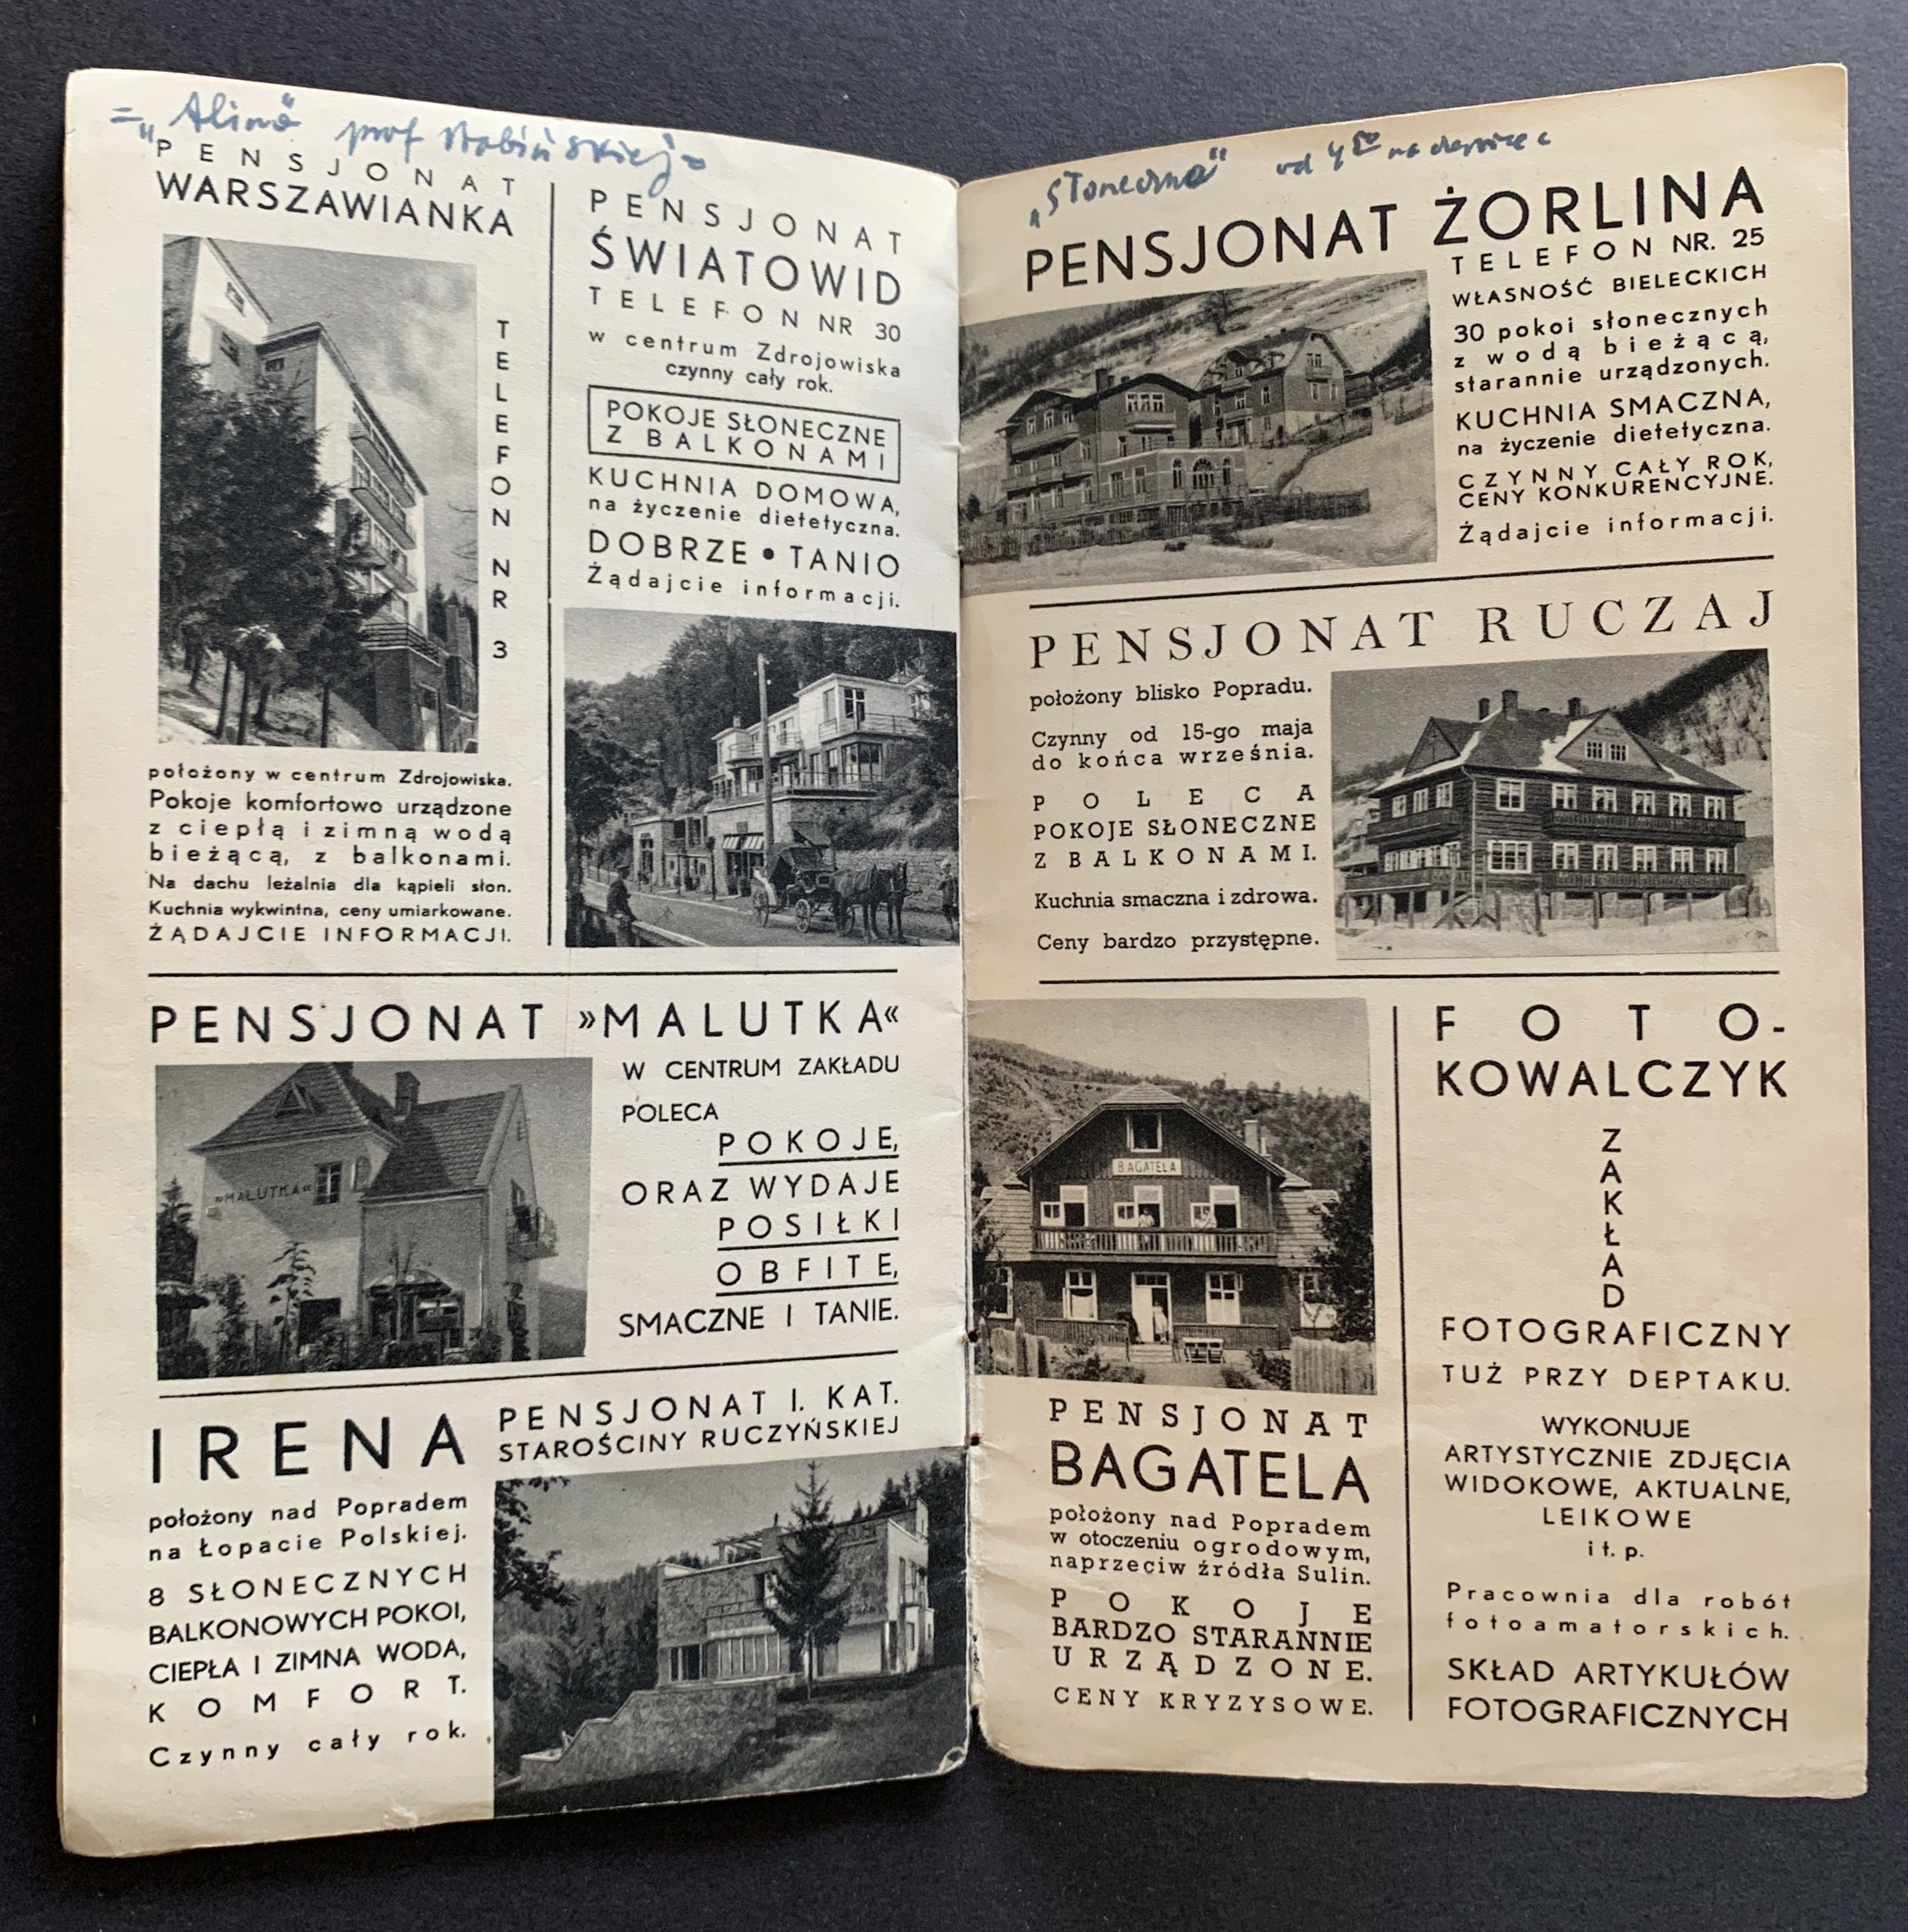 = „Alina" prof
PENSJONAT
WARSZAWIANKA
TELEFON NR 3
położony w centrum Zdrojowiska.
Pokoje komfortowo urządzone
z ciepłą i zimną wodą
bieżącą, z balkonami.
Na dachu leżalnia dla kąpieli słon.
Kuchnia wykwintna, ceny umiarkowane.
ŻĄDAJCIE INFORMACJI.
PENSJONAT
ŚWIATOWID
TELEFON NR 30
w centrum Zdrojowiska
czynny cały rok.
POKOJE SŁONECZNE
Z BALKONAMI
KUCHNIA DOMOWA,
na życzenie dietetyczna.
DOBRZE • TANIO
Żądajcie informacji.
PENSJONAT »MALUTKA«
»MALUTKA«
W CENTRUM ZAKŁADU
POLECA
POKOJE,
ORAZ WYDAJE
POSIŁKI
OBFITE,
SMACZNE I TANIE.
IRENA
PENSJONAT I. KAT.
STAROŚCINY RUCZYŃSKIEJ
położony nad Popradem
na Łopacie Polskiej.
8 SŁONECZNYCH
BALKONOWYCH POKOI,
CIEPŁA I ZIMNA WODA,
KOMFORT.
Czynny cały rok.
„Słoneczna" od
PENSJONAT ŻORLINA
TELEFON NR. 25
WŁASNOŚĆ BIELECKICH
30 pokoi słonecznych
z wodą bieżącą,
starannie urządzonych.
KUCHNIA SMACZNA,
na życzenie dietetyczna.
CZYNNY CAŁY ROK,
CENY KONKURENCYJNE.
Żądajcie informacji.
PENSJONAT RUCZAJ
położony blisko Popradu.
Czynny od 15-go maja
do końca września.
POLECA
POKOJE SŁONECZNE
Z BALKONAMI.
Kuchnia smaczna i zdrowa.
Ceny bardzo przystępne.
BAGATELA
PENSJONAT
BAGATELA
położony nad Popradem
w otoczeniu ogrodowym,
naprzeciw źródła Sulin.
POKOJE
BARDZO STARANNIE
URZĄDZONE.
CENY KRYZYSOWE.
FOTO-
KOWALCZYK
ZAKŁAD
FOTOGRAFICZNY
TUŻ PRZY DEPTAKU.
WYKONUJE
ARTYSTYCZNIE ZDJĘCIA
WIDOKOWE, AKTUALNE,
LEIKOWE
i t. p.
Pracownia dla robót
fotoamatorskich.
SKŁAD ARTYKUŁÓW
FOTOGRAFICZNYCH